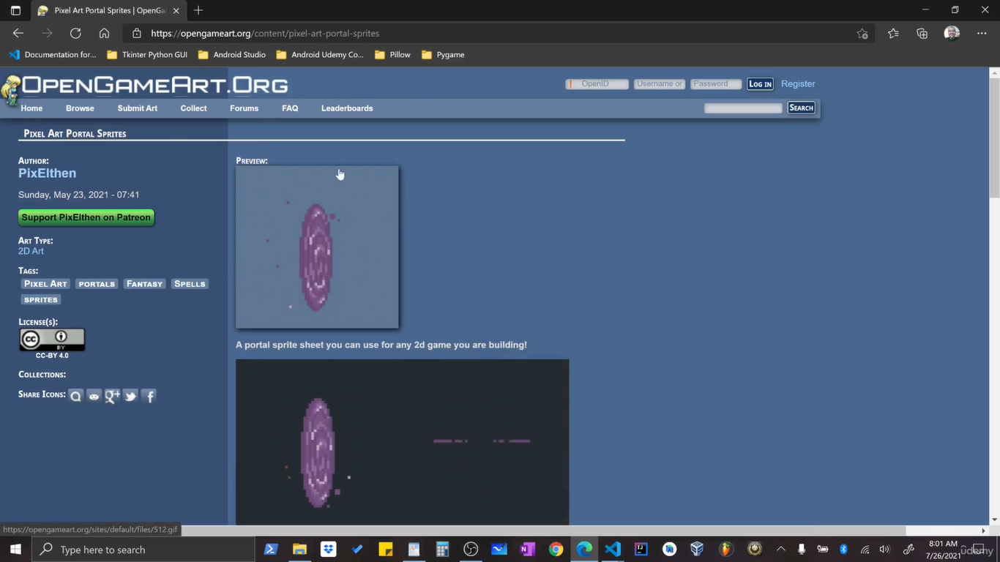 Pixel Art Portal Sprites | OpenGa
https://opengameart.org/content/pixel-art-portal-sprites
Documentation for... Tkinter Python GUI Android Studio Android Udemy Co... Pillow Pygame
OpenGameArt.Org
OpenID Username or Password Log in Register
Home Browse Submit Art Collect Forums FAQ Leaderboards Search
Pixel Art Portal Sprites
Author:
PixElthen
Sunday, May 23, 2021 - 07:41
Support PixElthen on Patreon
Art Type:
2D Art
Tags:
Pixel Art portals Fantasy Spells
sprites
License(s):
cc BY
CC-BY 4.0
Collections:
Share Icons:
Preview:
A portal sprite sheet you can use for any 2d game you are building!
https://opengameart.org/sites/default/files/512.gif
Type here to search
8:01 AM
7/26/2021
udemy